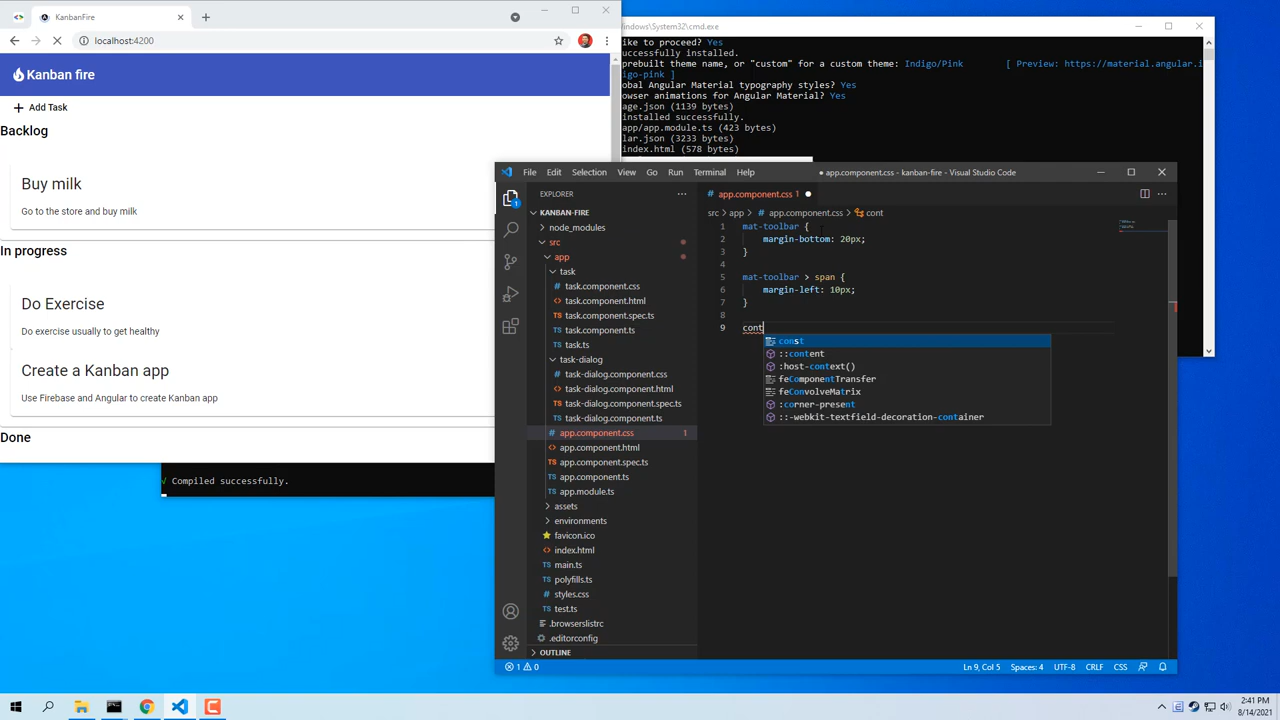 KanbanFire
localhost:4200
Kanban fire
Add Task
Backlog
Buy milk
Go to the store and buy milk
In progress
Do Exercise
Do exercise usually to get healthy
Create a Kanban app
Use Firebase and Angular to create Kanban app
Done
indows\System32\cmd.exe
ike to proceed? Yes
uccessfully installed.
prebuilt theme name, or "custom" for a custom theme: Indigo/Pink [ Preview: https://material.angular.i
igo-pink ]
obal Angular Material typography styles? Yes
owser animations for Angular Material? Yes
age.json (1139 bytes)
installed successfully.
app/app.module.ts (423 bytes)
lar.json (3233 bytes)
index.html (578 bytes)
√ Compiled successfully.
File Edit Selection View Go Run Terminal Help
● app.component.css - kanban-fire - Visual Studio Code
EXPLORER
KANBAN-FIRE
node_modules
src
app
task
task.component.css
task.component.html
task.component.spec.ts
task.component.ts
task.ts
task-dialog
task-dialog.component.css
task-dialog.component.html
task-dialog.component.spec.ts
task-dialog.component.ts
app.component.css 1
app.component.html
app.component.spec.ts
app.component.ts
app.module.ts
assets
environments
favicon.ico
index.html
main.ts
polyfills.ts
styles.css
test.ts
.browserslistrc
.editorconfig
OUTLINE
# app.component.css 1 ●
src > app > # app.component.css > cont
1 mat-toolbar {
2 margin-bottom: 20px;
3 }
4
5 mat-toolbar > span {
6 margin-left: 10px;
7 }
8
9 cont
const
::content
:host-context()
feComponentTransfer
feConvolveMatrix
:corner-present
::-webkit-textfield-decoration-container
1 0
Ln 9, Col 5 Spaces: 4 UTF-8 CRLF CSS
2:41 PM
8/14/2021